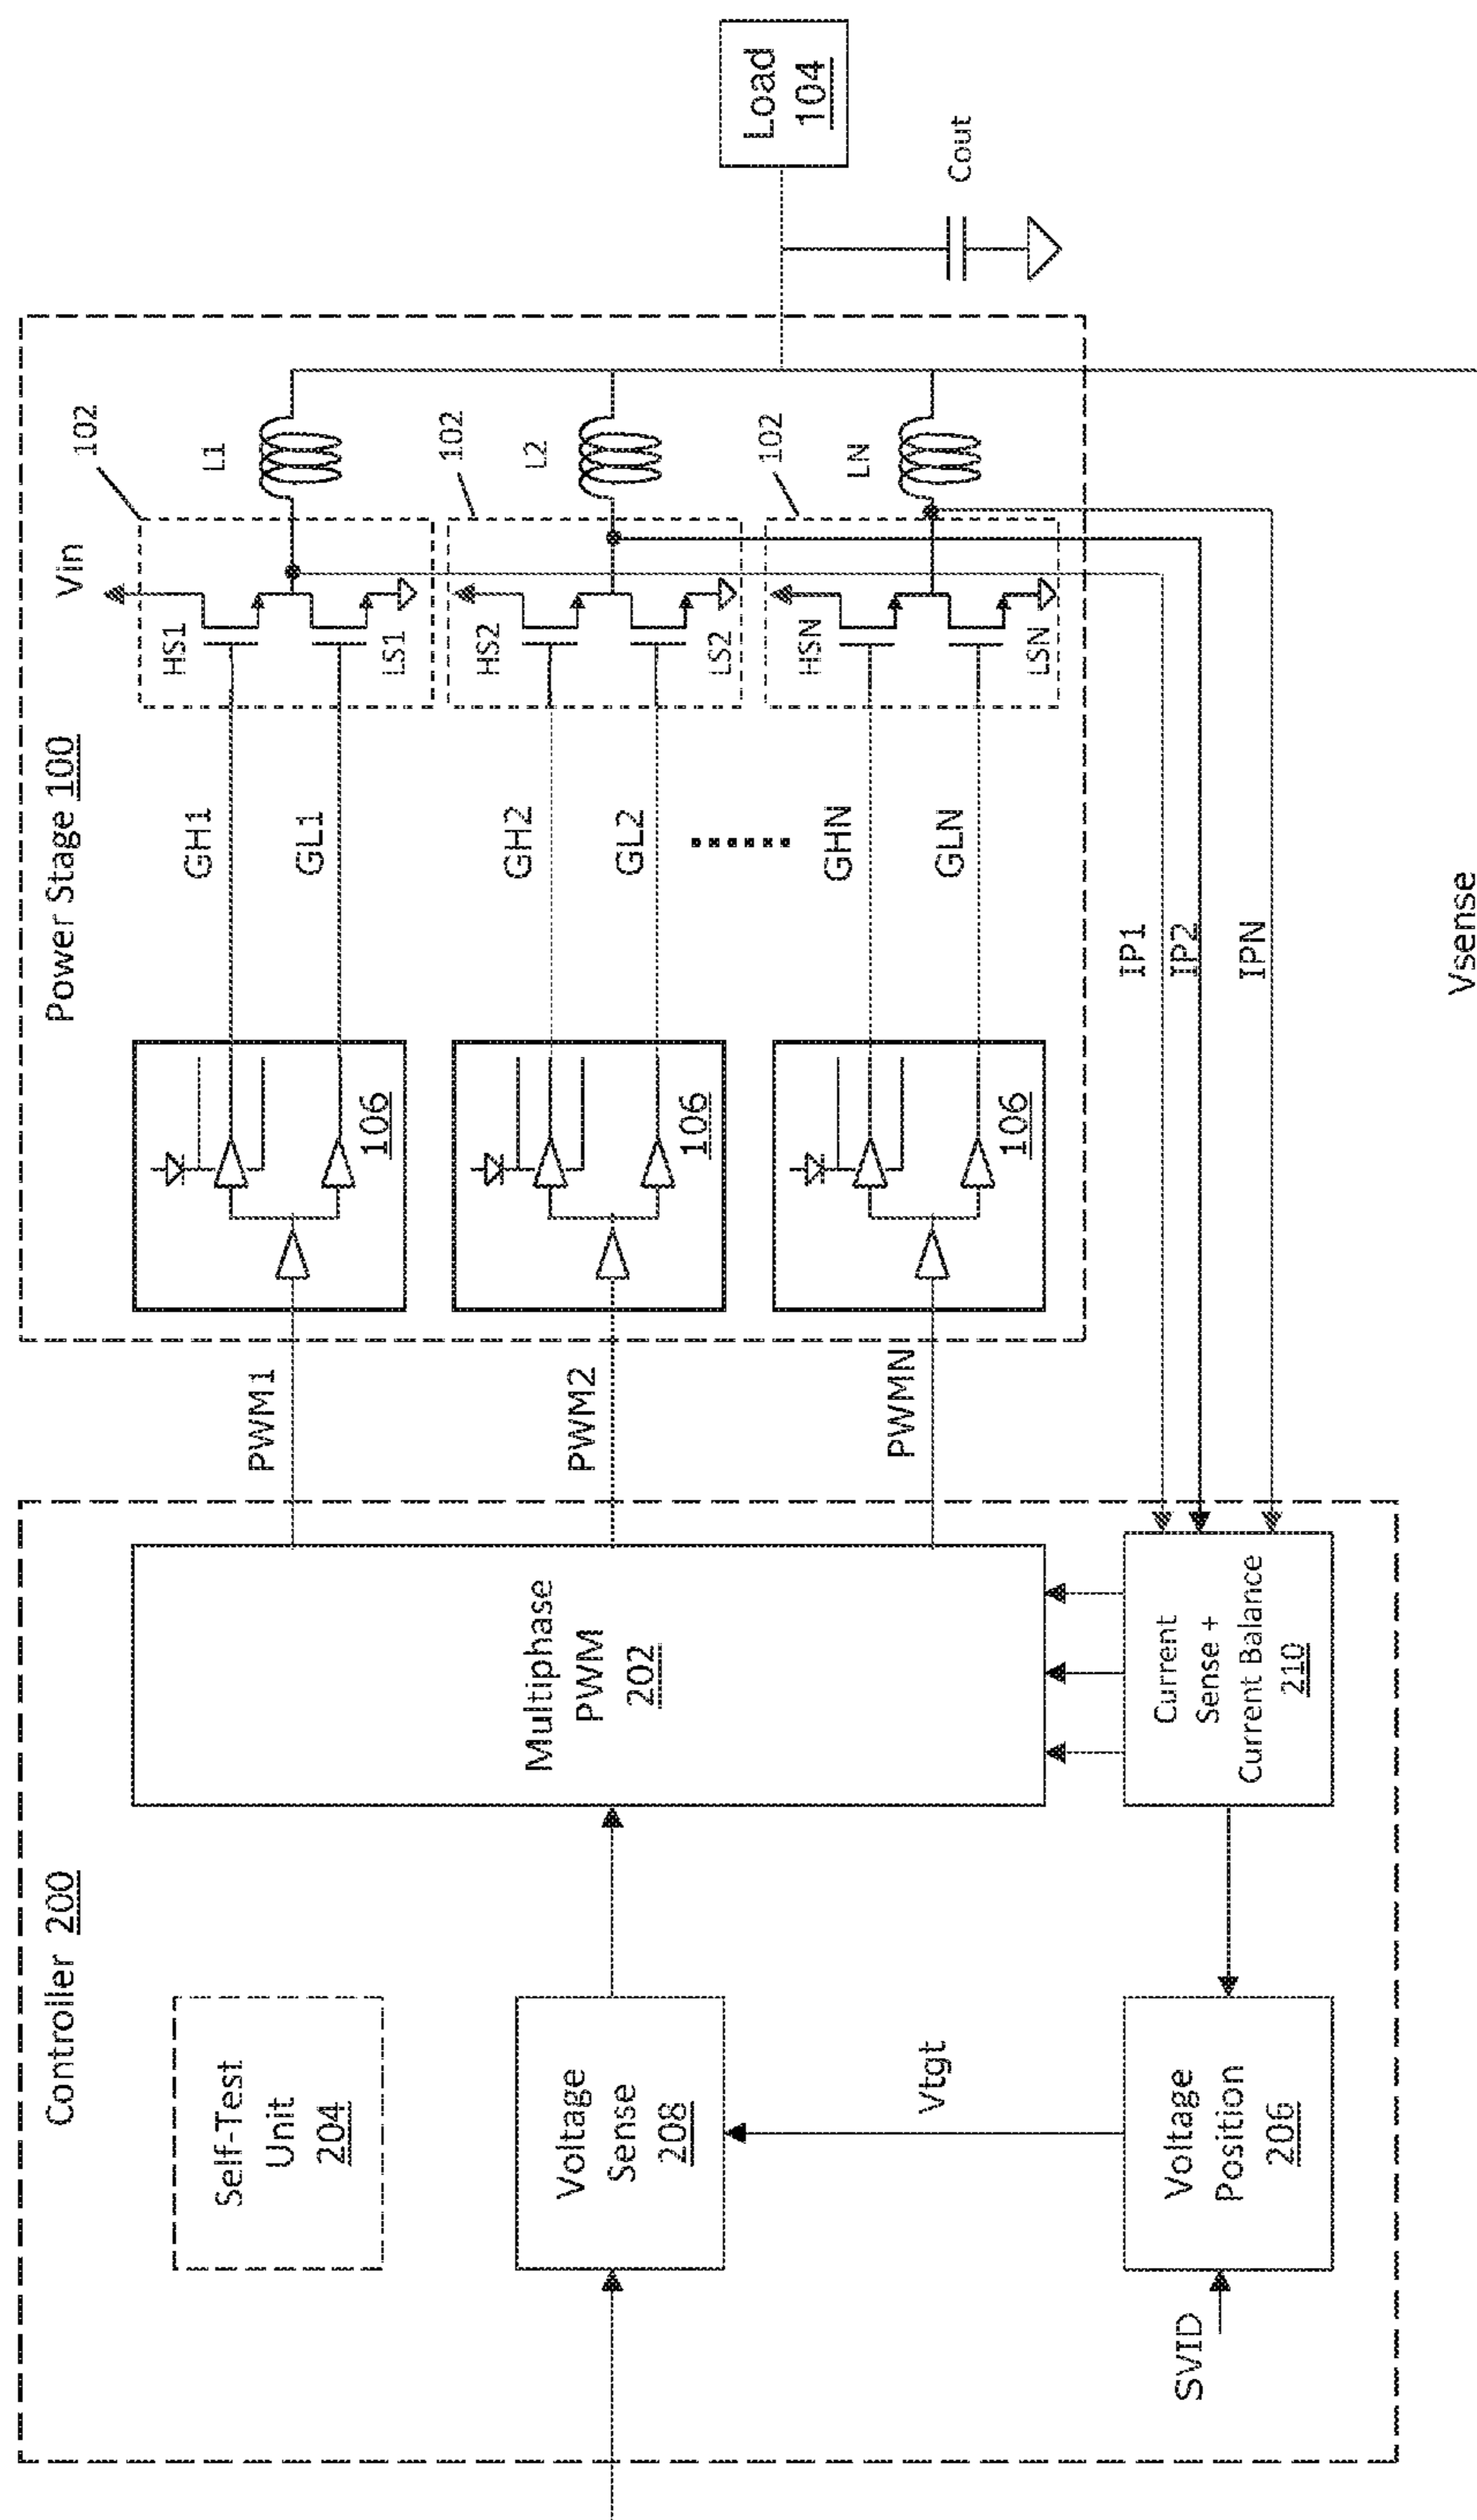 Controller 200
Self-Test
Unit
204
Voltage
Sense
208
Vtgt
Voltage
Position
206
SVID
Multiphase
PWM
202
Current
Sense +
Current Balance
210
PWM1
PWM2
PWMN
Power Stage 100
106
106
106
GH1
GL1
GH2
GL2
......
GHN
GLN
Vin
102
HS1
LS1
L1
102
HS2
LS2
L2
102
HSN
LSN
LN
IP1
IP2
IPN
Vsense
Load
104
Cout